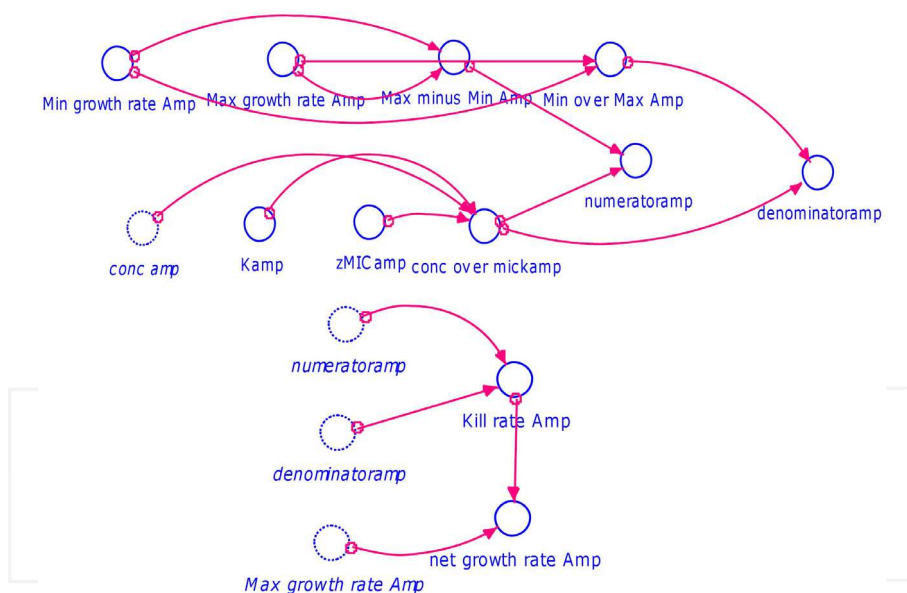 Min growth rate Amp
Max growth rate Amp
Max minus Min Amp
Min over Max Amp
numeratoramp
denominatoramp
conc amp
Kamp
zMICamp
conc over mickamp
numeratoramp
Kill rate Amp
denominatoramp
net growth rate Amp
Max growth rate Amp